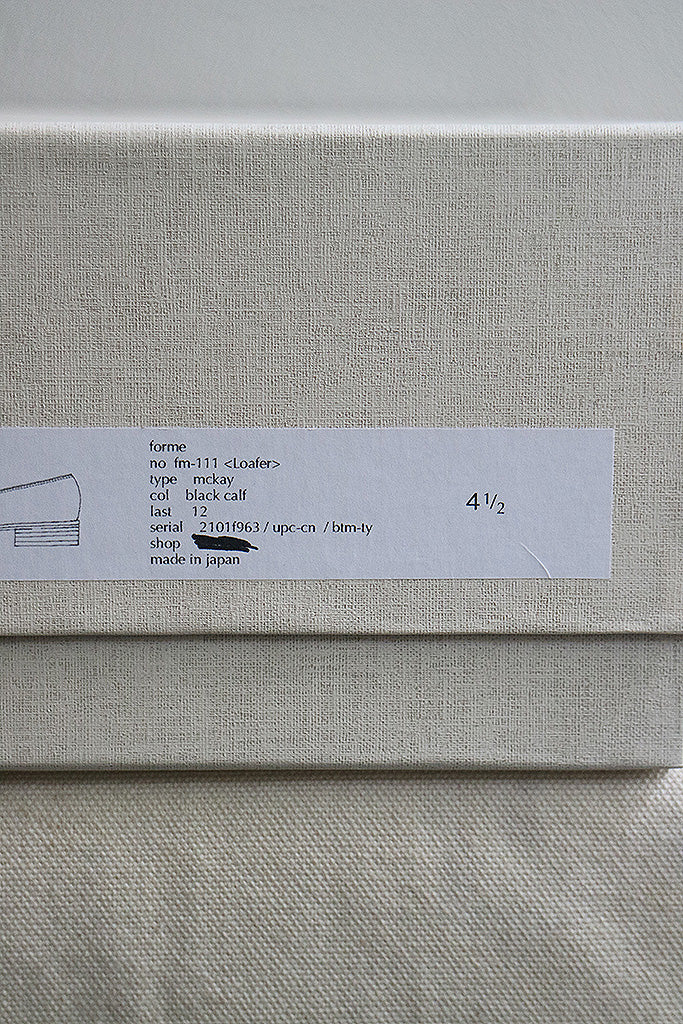 forme
no fm-111 <Loafer>
type mckay
col black calf
last 12
serial 2101f963 / upc-cn / btm-ty
shop
made in japan
4 1/2